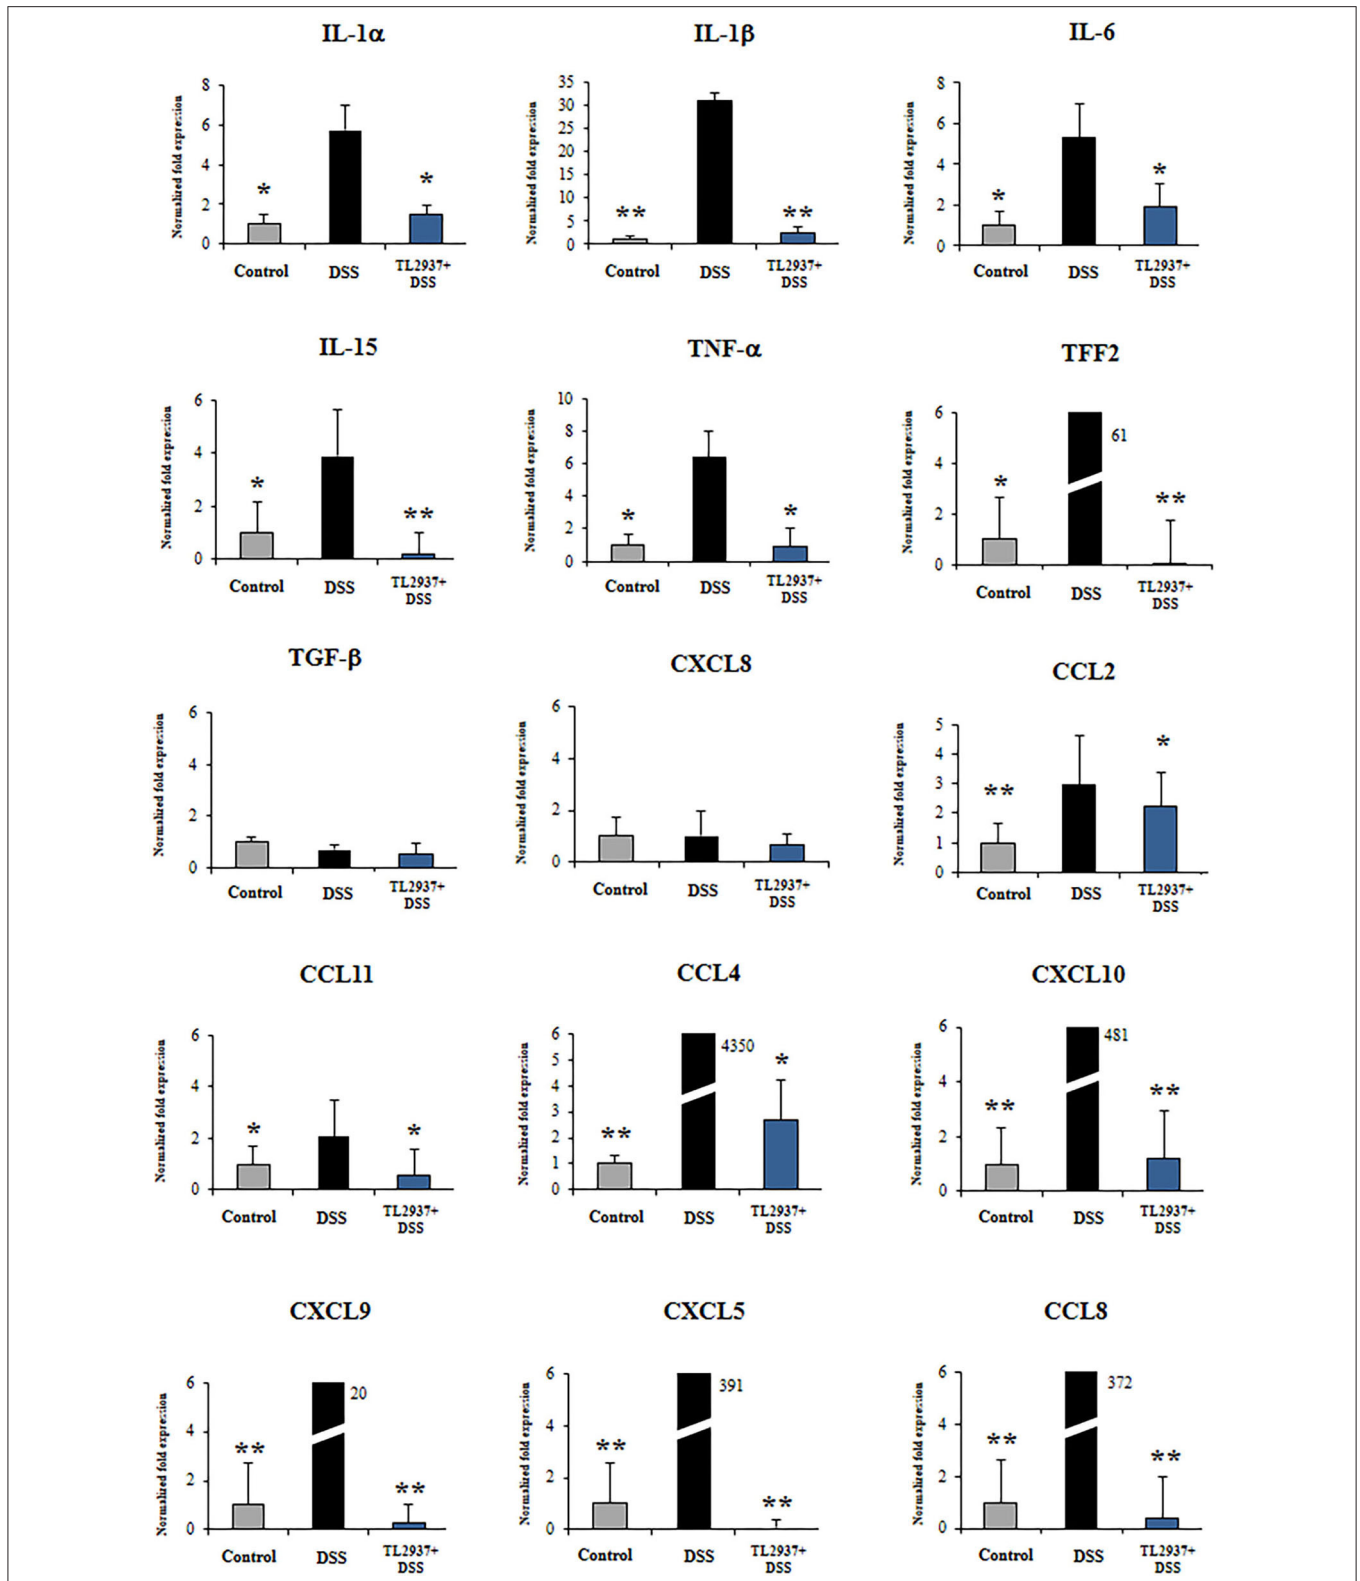 IL-1α
Normalized fold expression
8
6
4
2
0
*
*
Control
DSS
TL2937+
DSS
IL-1β
Normalized fold expression
35
30
25
20
15
10
5
0
**
**
Control
DSS
TL2937+
DSS
IL-6
Normalized fold expression
8
6
4
2
0
*
*
Control
DSS
TL2937+
DSS
IL-15
Normalized fold expression
6
4
2
0
*
**
Control
DSS
TL2937+
DSS
TNF-α
Normalized fold expression
10
8
6
4
2
0
*
*
Control
DSS
TL2937+
DSS
TFF2
Normalized fold expression
6
4
2
0
*
61
**
Control
DSS
TL2937+
DSS
TGF-β
Normalized fold expression
6
4
2
0
Control
DSS
TL2937+
DSS
CXCL8
Normalized fold expression
6
4
2
0
Control
DSS
TL2937+
DSS
CCL2
Normalized fold expression
5
4
3
2
1
0
**
*
Control
DSS
TL2937+
DSS
CCL11
Normalized fold expression
6
4
2
0
*
*
Control
DSS
TL2937+
DSS
CCL4
Normalized fold expression
6
5
4
3
2
1
0
**
4350
*
Control
DSS
TL2937+
DSS
CXCL10
Normalized fold expression
6
4
2
0
**
481
**
Control
DSS
TL2937+
DSS
CXCL9
Normalized fold expression
6
4
2
0
**
20
**
Control
DSS
TL2937+
DSS
CXCL5
Normalized fold expression
6
4
2
0
**
391
**
Control
DSS
TL2937+
DSS
CCL8
Normalized fold expression
6
4
2
0
**
372
**
Control
DSS
TL2937+
DSS